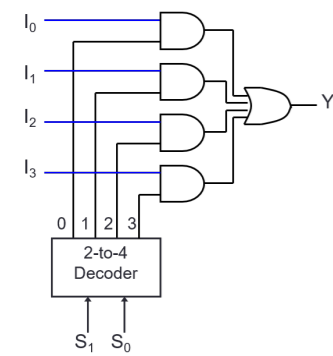 I₀
I₁
I₂
I₃
Y
0 1 2 3
2-to-4
Decoder
S₁ S₀